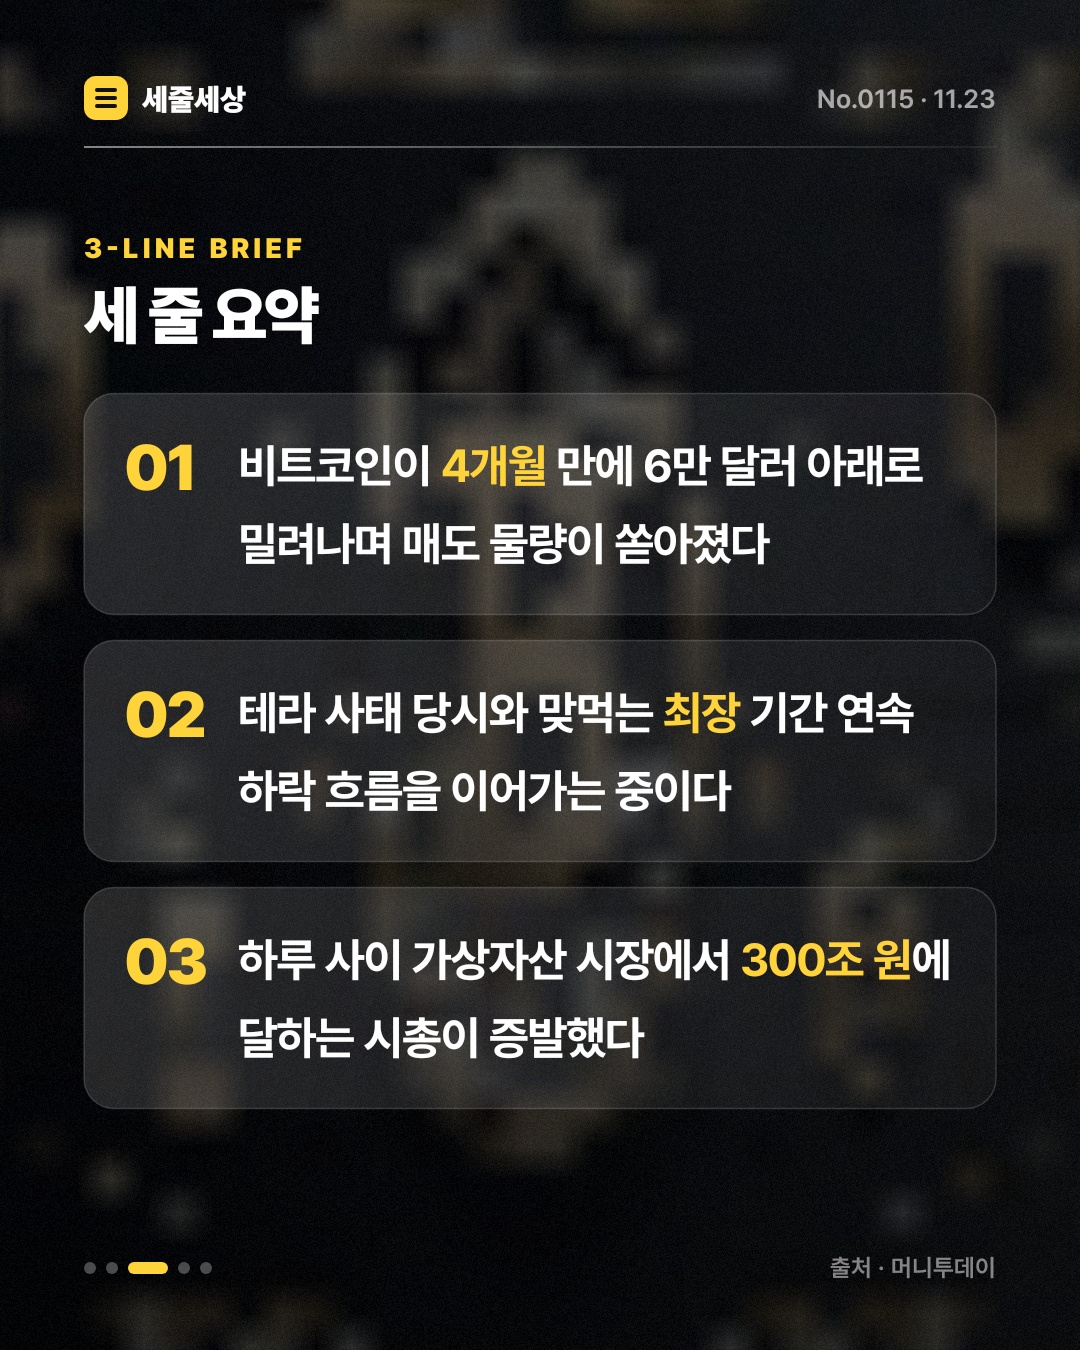 세줄세상
No.0115 · 11.23
3-LINE BRIEF
세 줄 요약
01
비트코인이 4개월 만에 6만 달러 아래로
밀려나며 매도 물량이 쏟아졌다
02
테라 사태 당시와 맞먹는 최장 기간 연속
하락 흐름을 이어가는 중이다
03
하루 사이 가상자산 시장에서 300조 원에
달하는 시총이 증발했다
출처 · 머니투데이